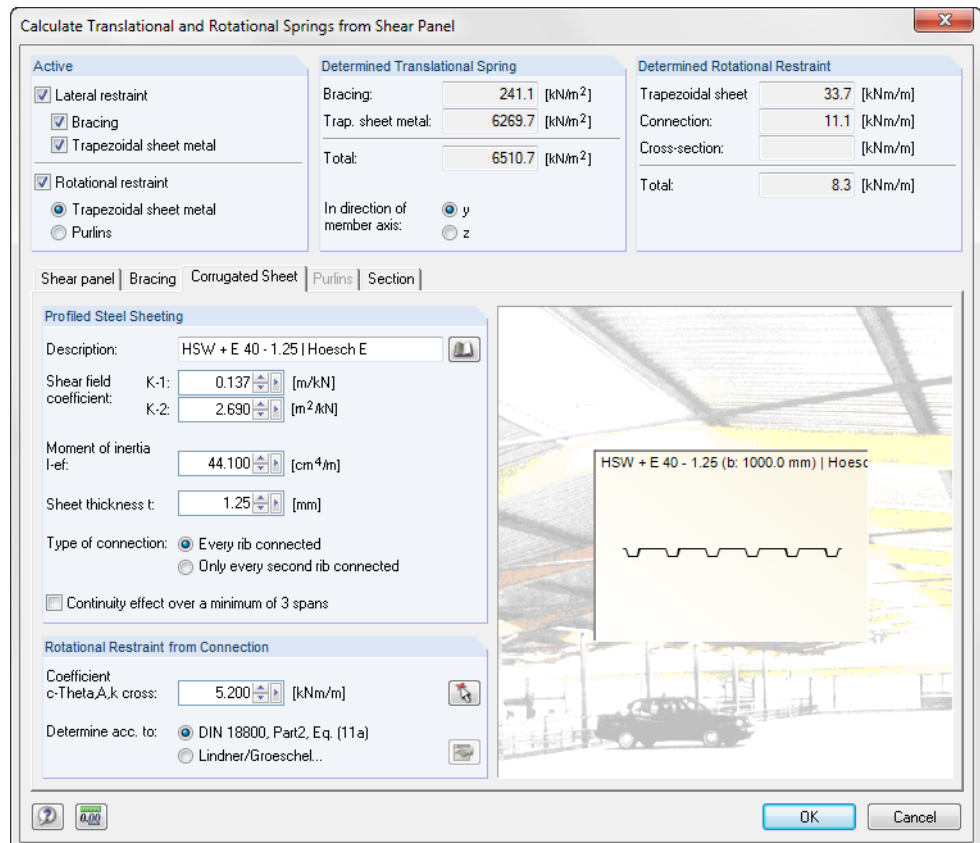 Calculate Translational and Rotational Springs from Shear Panel
Active
Lateral restraint
Bracing
Trapezoidal sheet metal
Rotational restraint
Trapezoidal sheet metal
Purlins
Determined Translational Spring
Bracing: 241.1 [kN/m²]
Trap. sheet metal: 6269.7 [kN/m²]
Total: 6510.7 [kN/m²]
In direction of
member axis:
y
z
Determined Rotational Restraint
Trapezoidal sheet 33.7 [kNm/m]
Connection: 11.1 [kNm/m]
Cross-section: [kNm/m]
Total: 8.3 [kNm/m]
Shear panel Bracing Corrugated Sheet Purlins Section
Profiled Steel Sheeting
Description: HSW + E 40 - 1.25 | Hoesch E
Shear field
coefficient:
K-1: 0.137 [m/kN]
K-2: 2.690 [m²/kN]
Moment of inertia
I-ef: 44.100 [cm⁴/m]
Sheet thickness t: 1.25 [mm]
Type of connection: Every rib connected
Only every second rib connected
Continuity effect over a minimum of 3 spans
Rotational Restraint from Connection
Coefficient
c-Theta,A,k cross: 5.200 [kNm/m]
Determine acc. to: DIN 18800, Part2, Eq. (11a)
Lindner/Groeschel...
HSW + E 40 - 1.25 (b: 1000.0 mm) | Hoesc
0.00
OK Cancel